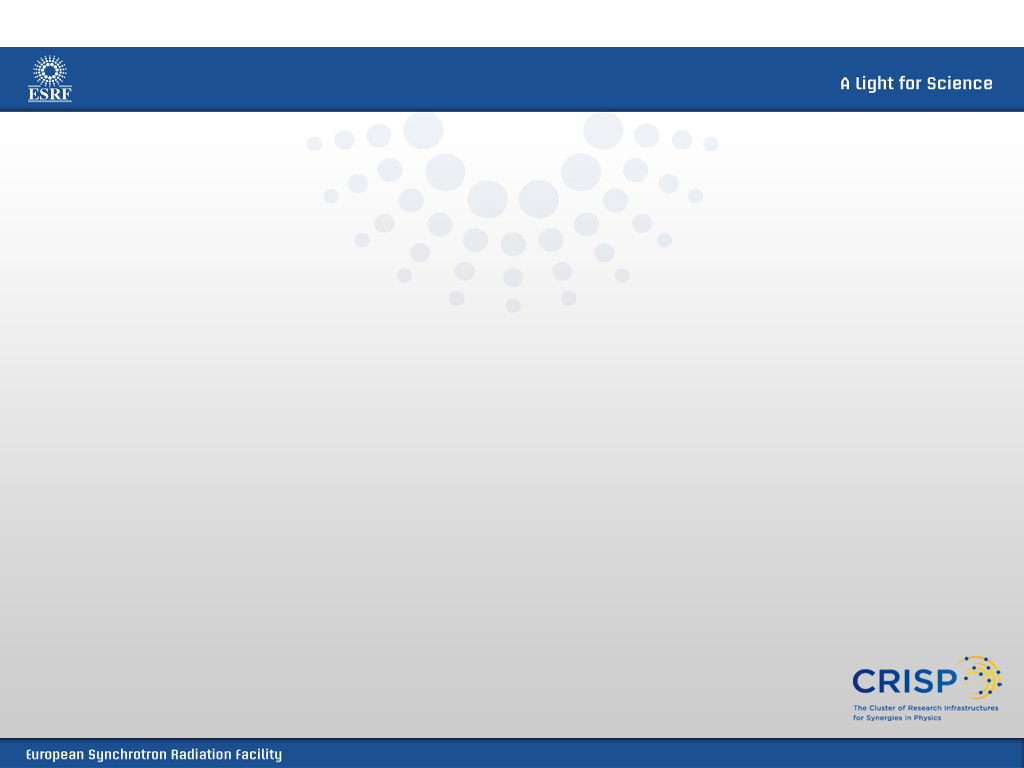 ESRF
A Light for Science
CRISP
The Cluster of Research Infrastructures
for Synergies in Physics
European Synchrotron Radiation Facility